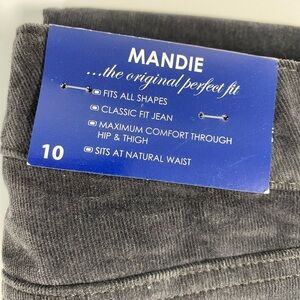 MANDIE
...the original perfect fit
FITS ALL SHAPES
CLASSIC FIT JEAN
MAXIMUM COMFORT THROUGH
HIP & THIGH
SITS AT NATURAL WAIST
10